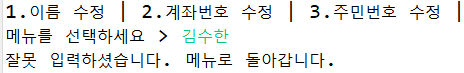 1.이름 수정 | 2.계좌번호 수정 | 3.주민번호 수정 |
메뉴를 선택하세요 > 김수한
잘못 입력하셨습니다. 메뉴로 돌아갑니다.